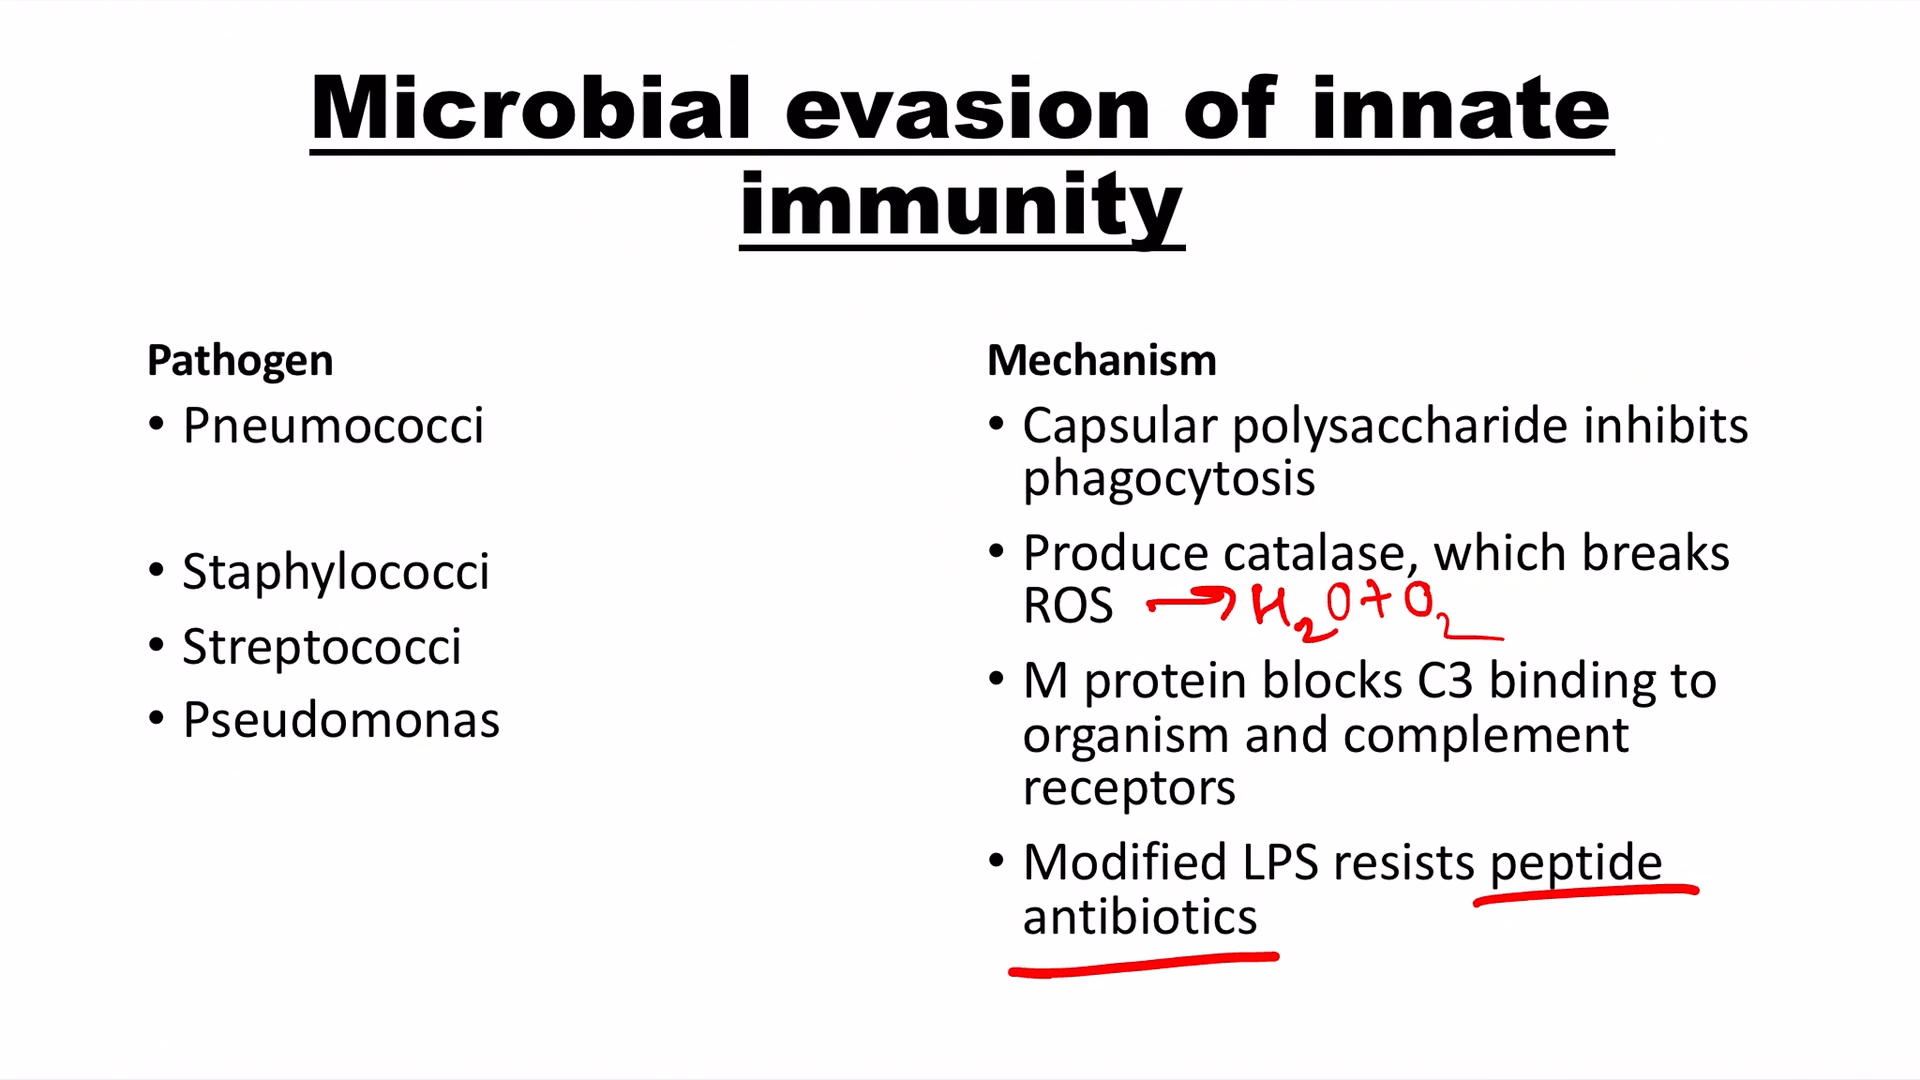 Microbial evasion of innate
immunity
Pathogen
• Pneumococci
• Staphylococci
• Streptococci
• Pseudomonas
Mechanism
• Capsular polysaccharide inhibits
phagocytosis
• Produce catalase, which breaks
ROS → H₂O + O₂
• M protein blocks C3 binding to
organism and complement
receptors
• Modified LPS resists peptide
antibiotics